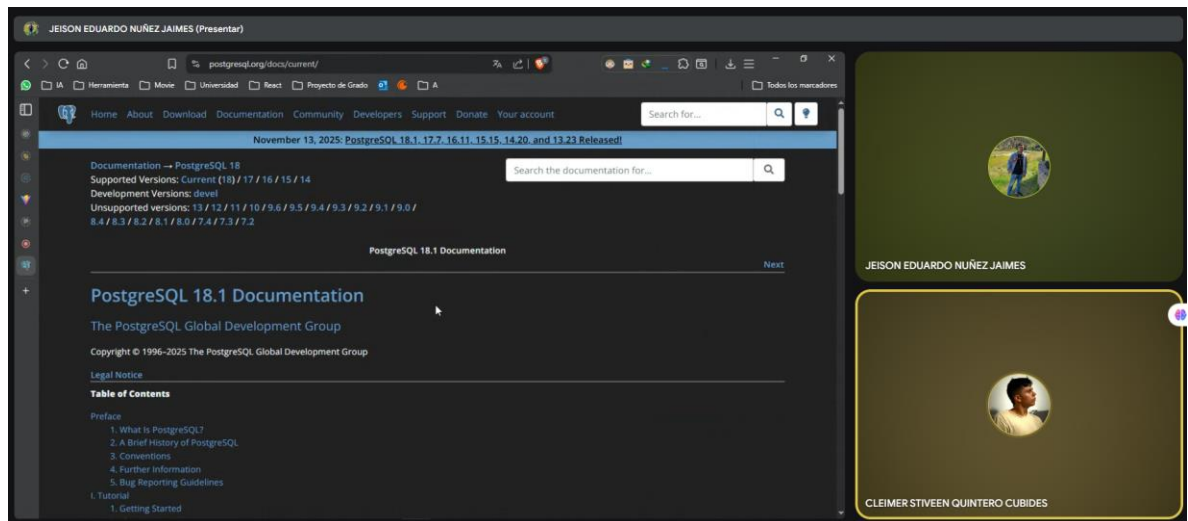 JEISON EDUARDO NUÑEZ JAIMES (Presentar)
postgresql.org/docs/current/
IA Herramienta Movie Universidad React Proyecto de Grado A Todos los marcadores
Home About Download Documentation Community Developers Support Donate Your account Search for...
November 13, 2025: PostgreSQL 18.1, 17.7, 16.11, 15.15, 14.20, and 13.23 Released!
Documentation → PostgreSQL 18
Search the documentation for...
Supported Versions: Current (18) / 17 / 16 / 15 / 14
Development Versions: devel
Unsupported versions: 13 / 12 / 11 / 10 / 9.6 / 9.5 / 9.4 / 9.3 / 9.2 / 9.1 / 9.0 /
8.4 / 8.3 / 8.2 / 8.1 / 8.0 / 7.4 / 7.3 / 7.2
PostgreSQL 18.1 Documentation
Next
PostgreSQL 18.1 Documentation
The PostgreSQL Global Development Group
Copyright © 1996–2025 The PostgreSQL Global Development Group
Legal Notice
Table of Contents
Preface
1. What Is PostgreSQL?
2. A Brief History of PostgreSQL
3. Conventions
4. Further Information
5. Bug Reporting Guidelines
I. Tutorial
1. Getting Started
JEISON EDUARDO NUÑEZ JAIMES
CLEIMER STIVEEN QUINTERO CUBIDES